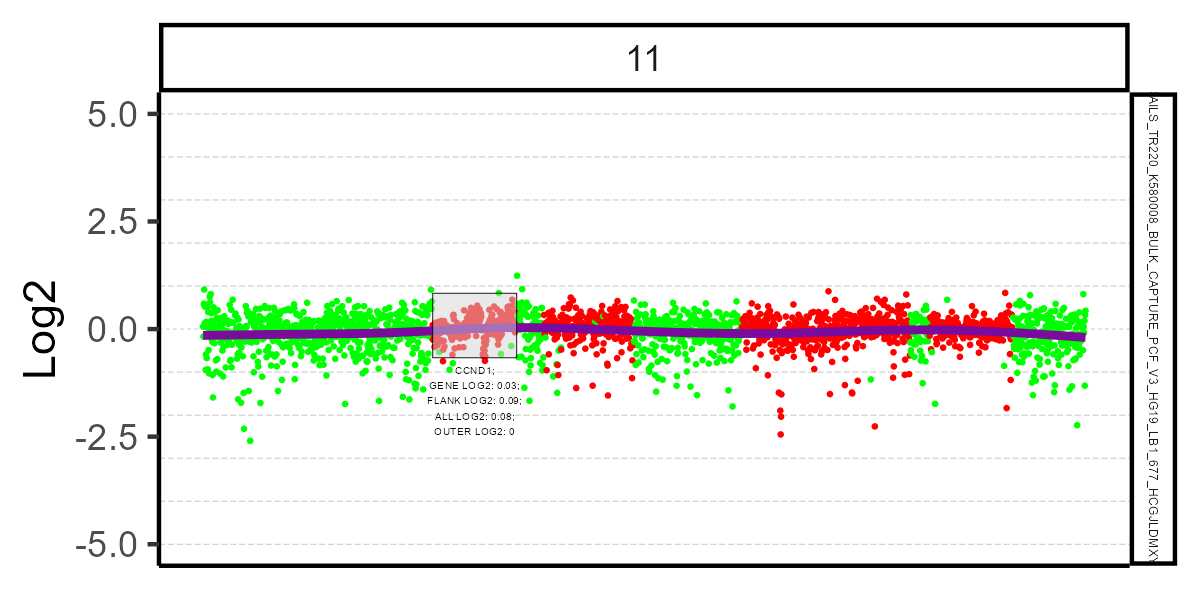 11
5.0
2.5
0.0
-2.5
-5.0
Log2
CCND1;
GENE LOG2: 0.03;
FLANK LOG2: 0.09;
ALL LOG2: 0.08;
OUTER LOG2: 0
AILS_TR220_K580008_BULK_CAPTURE_PCF_V3_HG19_LB1_677_HCGJLDMXY